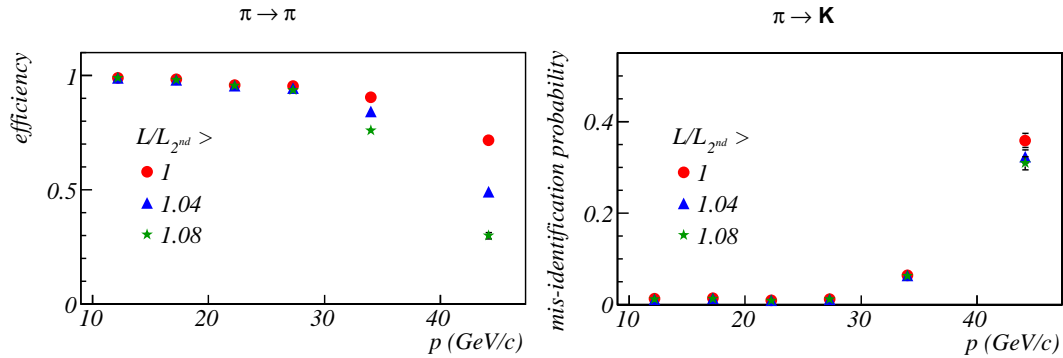 π → π
efficiency
1
0.5
0
L/L2nd >
1
1.04
1.08
10
20
30
40
p (GeV/c)
π → K
mis-identification probability
0.4
0.2
0
L/L2nd >
1
1.04
1.08
10
20
30
40
p (GeV/c)